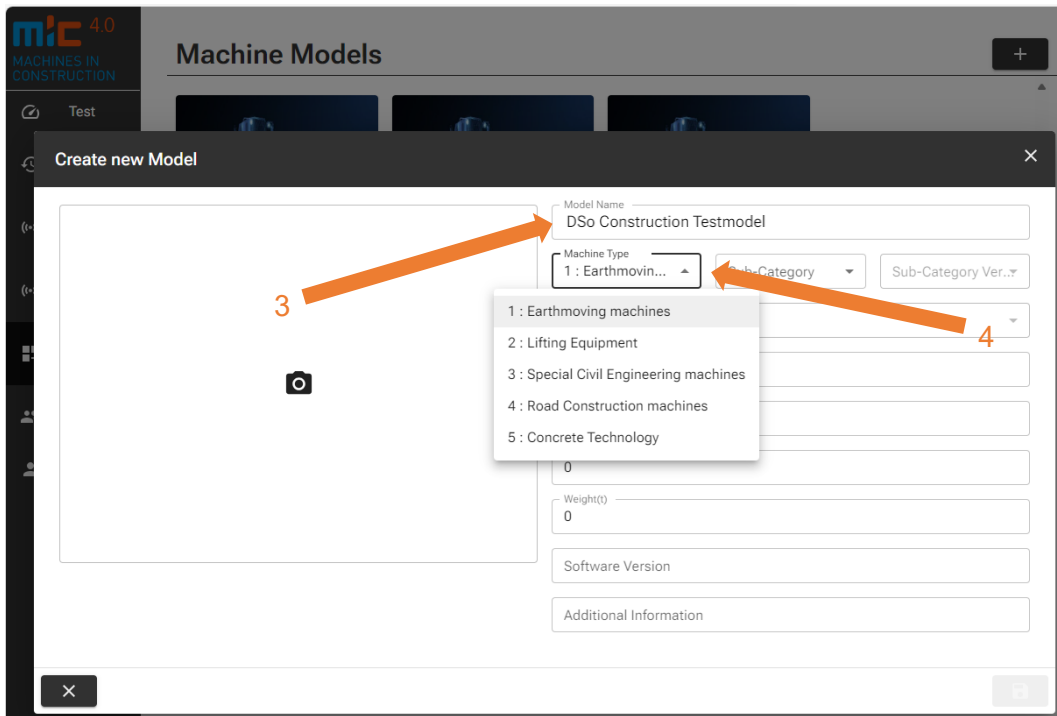 mic 4.0
MACHINES IN
CONSTRUCTION
Machine Models
Test
Create new Model
Model Name
DSo Construction Testmodel
Machine Type
1 : Earthmovin...
Sub-Category
Sub-Category Ver...
3
4
1 : Earthmoving machines
2 : Lifting Equipment
3 : Special Civil Engineering machines
4 : Road Construction machines
5 : Concrete Technology
0
Weight(t)
0
Software Version
Additional Information